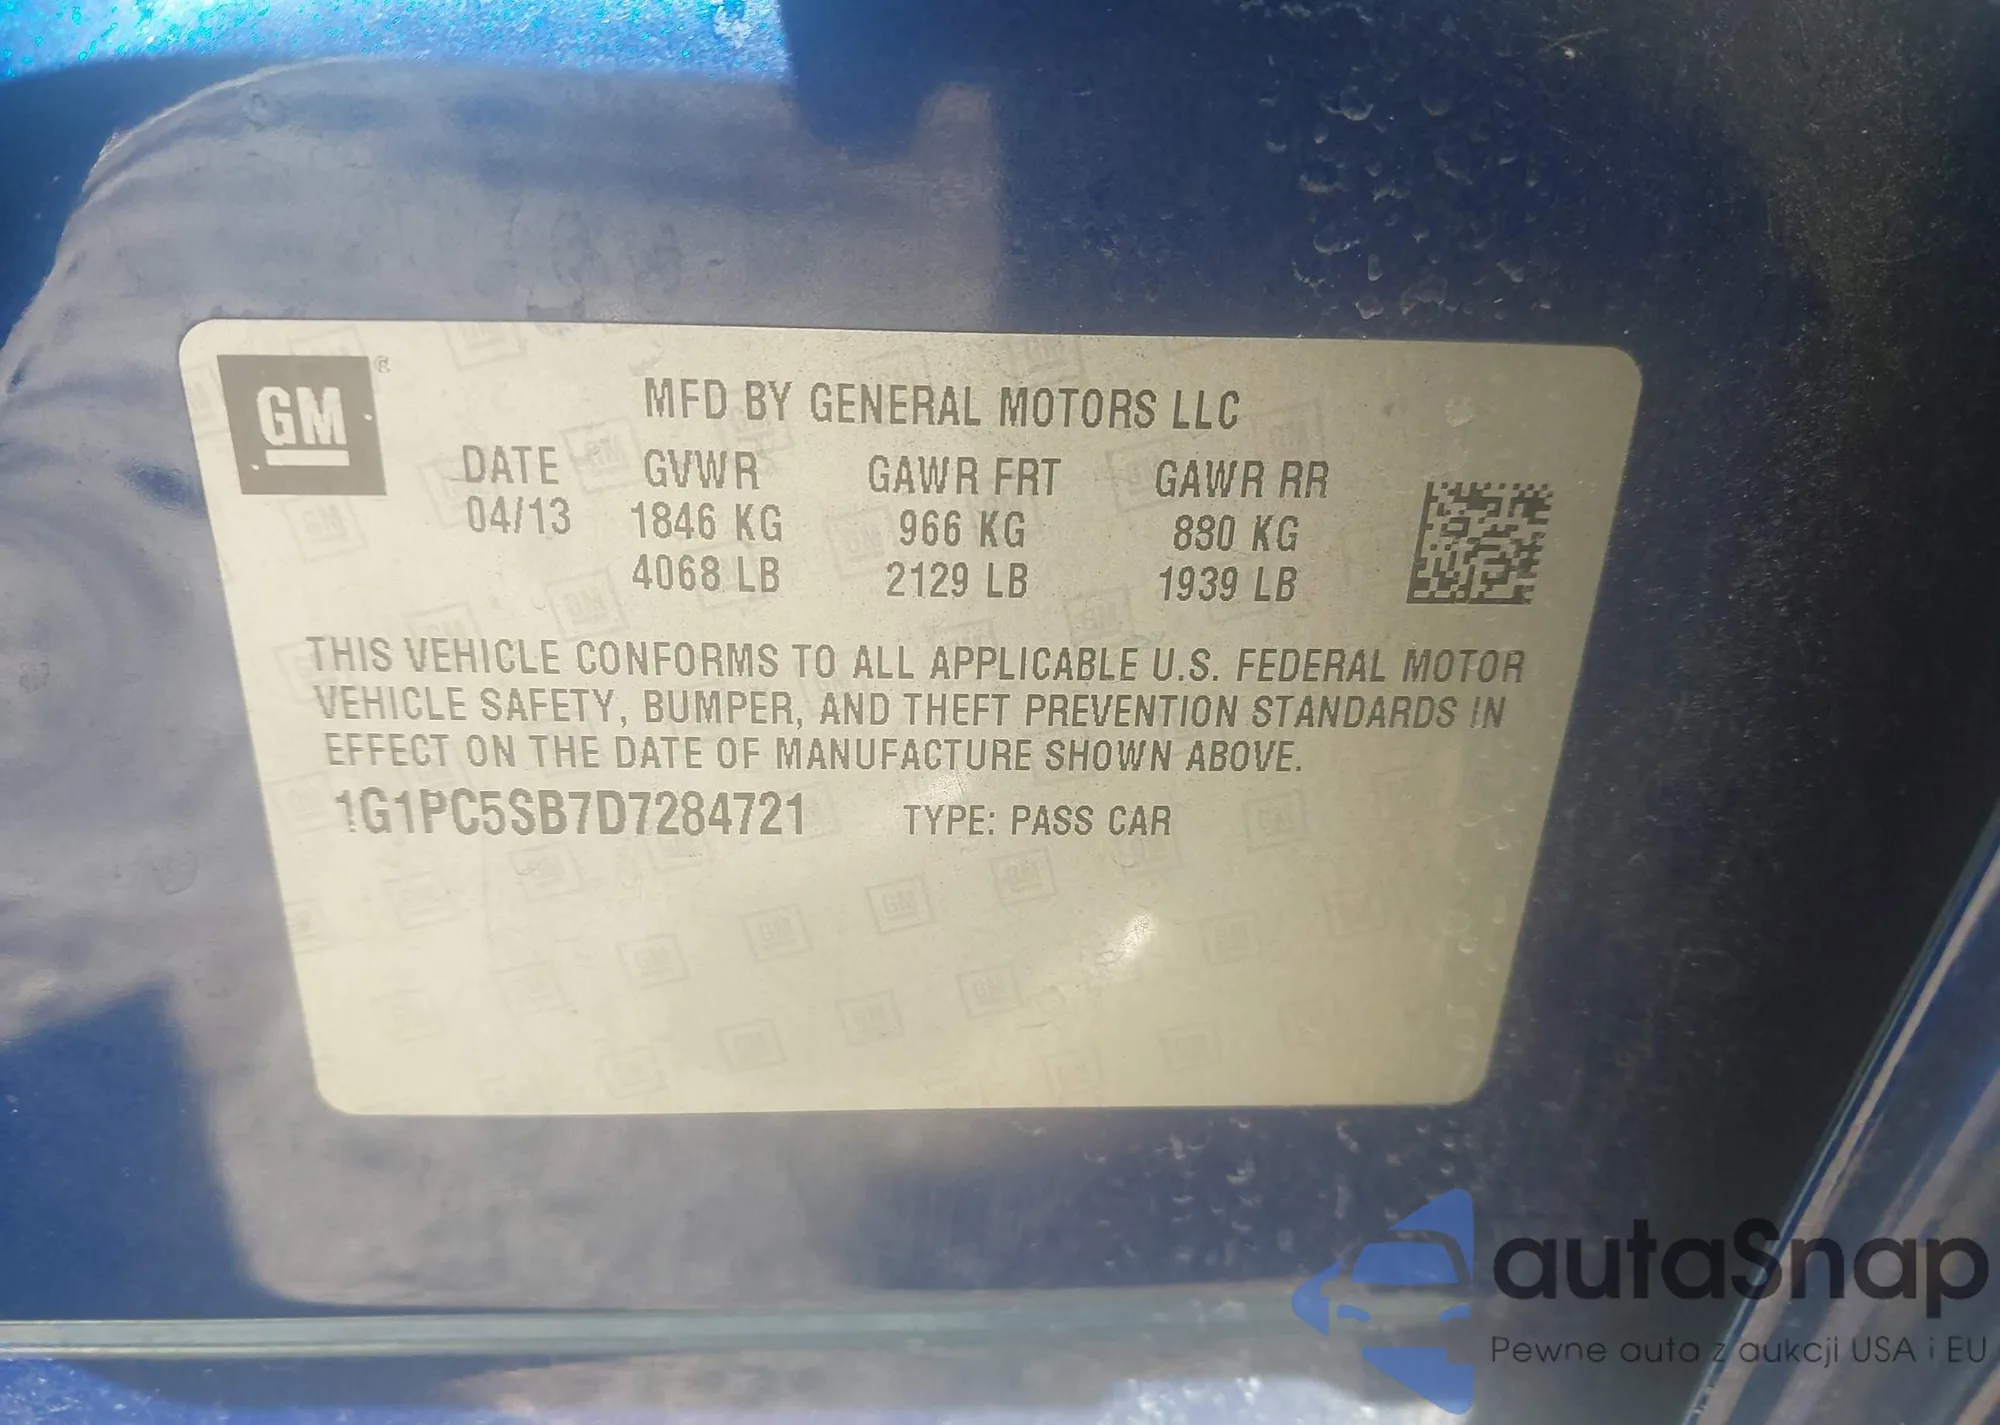 GM®
MFD BY GENERAL MOTORS LLC
DATE GVWR GAWR FRT GAWR RR
04/13 1846 KG 966 KG 880 KG
4068 LB 2129 LB 1939 LB
THIS VEHICLE CONFORMS TO ALL APPLICABLE U.S. FEDERAL MOTOR
VEHICLE SAFETY, BUMPER, AND THEFT PREVENTION STANDARDS IN
EFFECT ON THE DATE OF MANUFACTURE SHOWN ABOVE.
1G1PC5SB7D7284721 TYPE: PASS CAR
autaSnap
Pewne auta z aukcji USA i EU